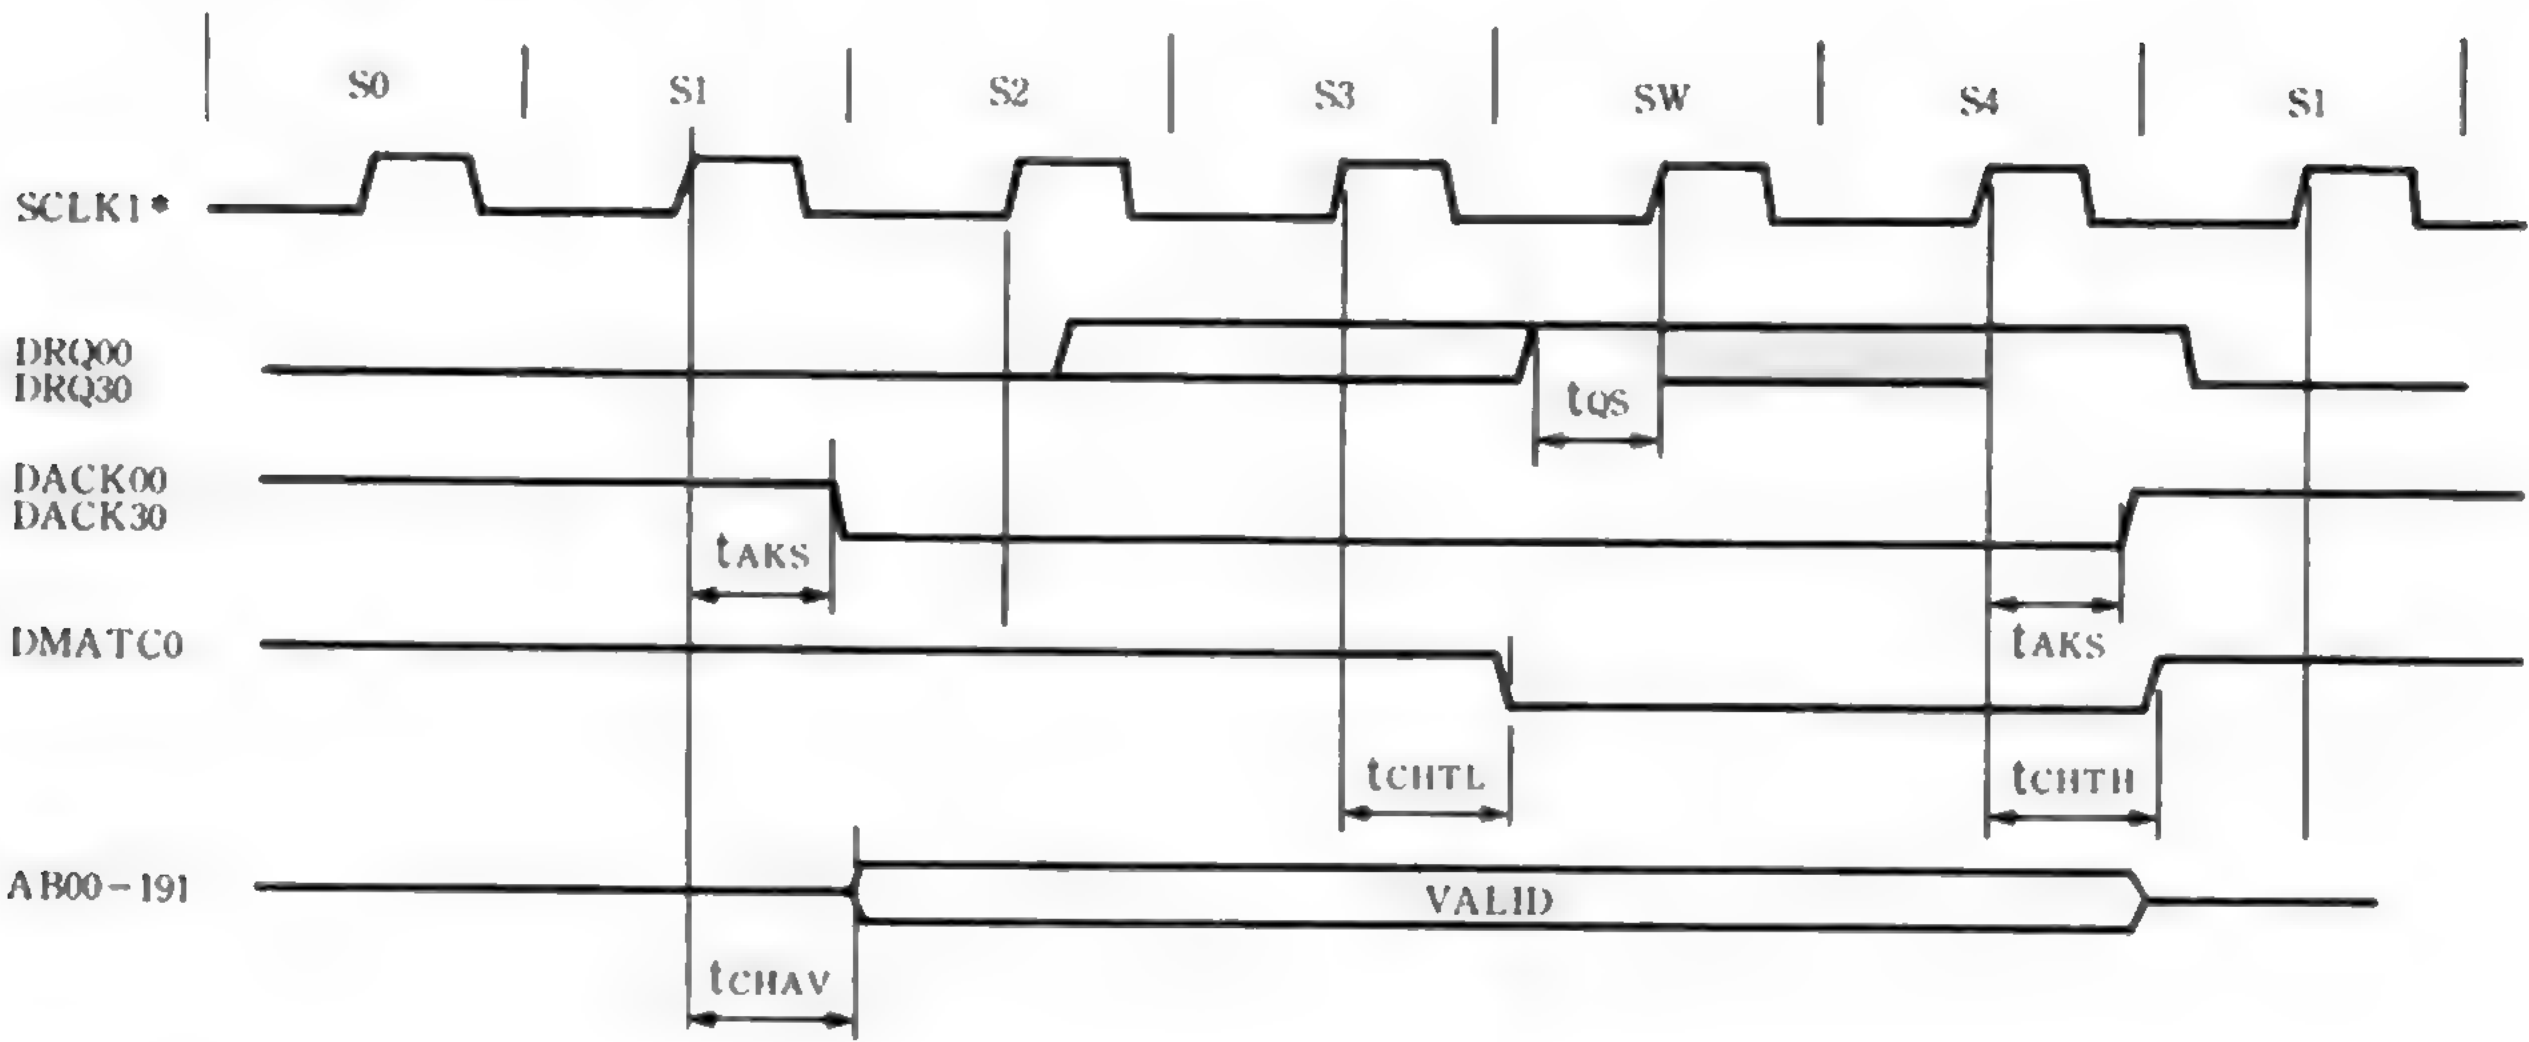 S0 S1 S2 S3 SW S4 S1
SCLK1*
DRQ00
DRQ30
tQS
DACK00
DACK30
tAKS
tAKS
DMATC0
tCHTL
tCHTH
AB00-191
VALID
tCHAV